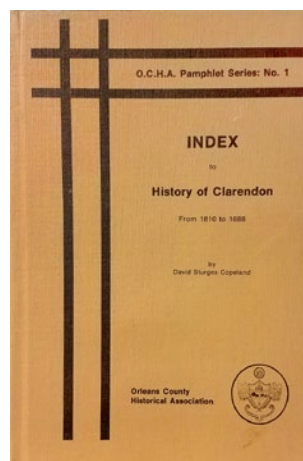 O.C.H.A. Pamphlet Series: No. 1
INDEX
to
History of Clarendon
From 1810 to 1888
by
David Sturges Copeland
Orleans County
Historical Association